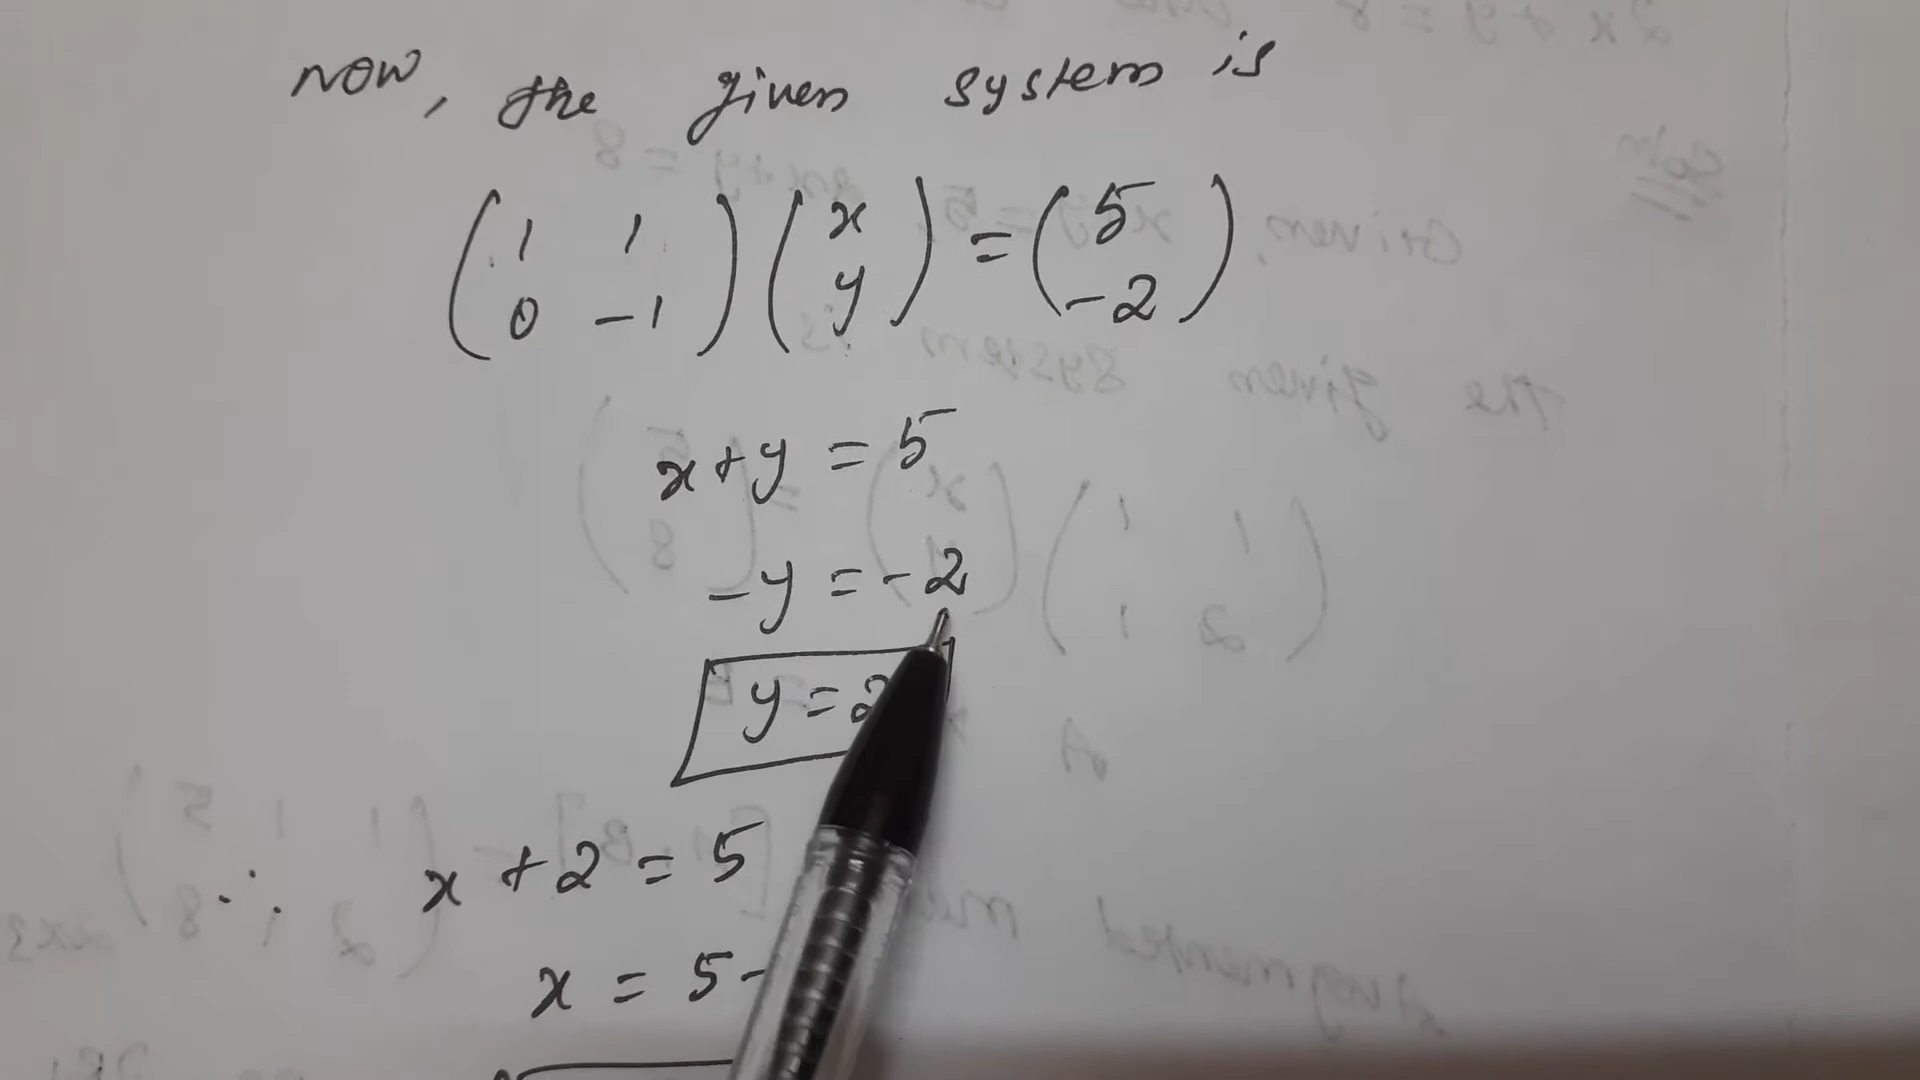 now, the given system is
( 1 1 ) ( x ) = ( 5 )
( 0 -1 ) ( y ) ( -2 )
x + y = 5
-y = -2
y = 2
∴ x + 2 = 5
x = 5 -